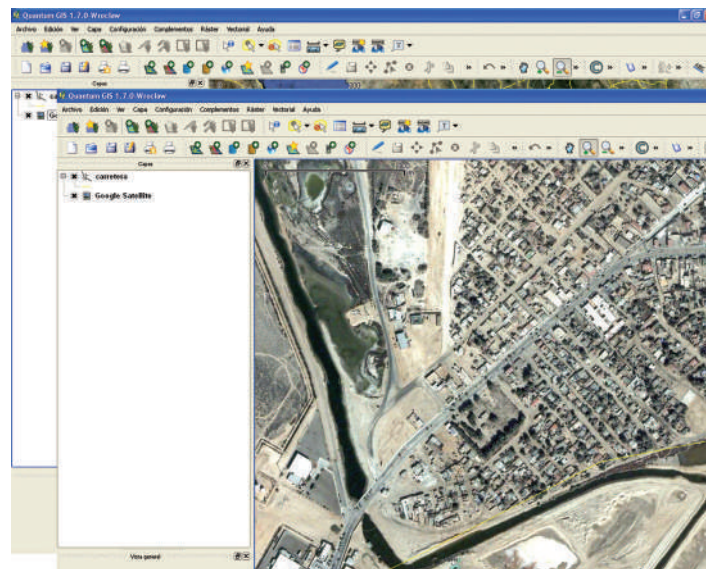 Quantum GIS 1.7.0-Wroclaw
Archivo Edición Ver Capa Configuración Complementos Ráster Vectorial Ayuda
Capas
Quantum GIS 1.7.0-Wroclaw
Archivo Edición Ver Capa Configuración Complementos Ráster Vectorial Ayuda
Capas
carretera
Google Satellite
Vista general